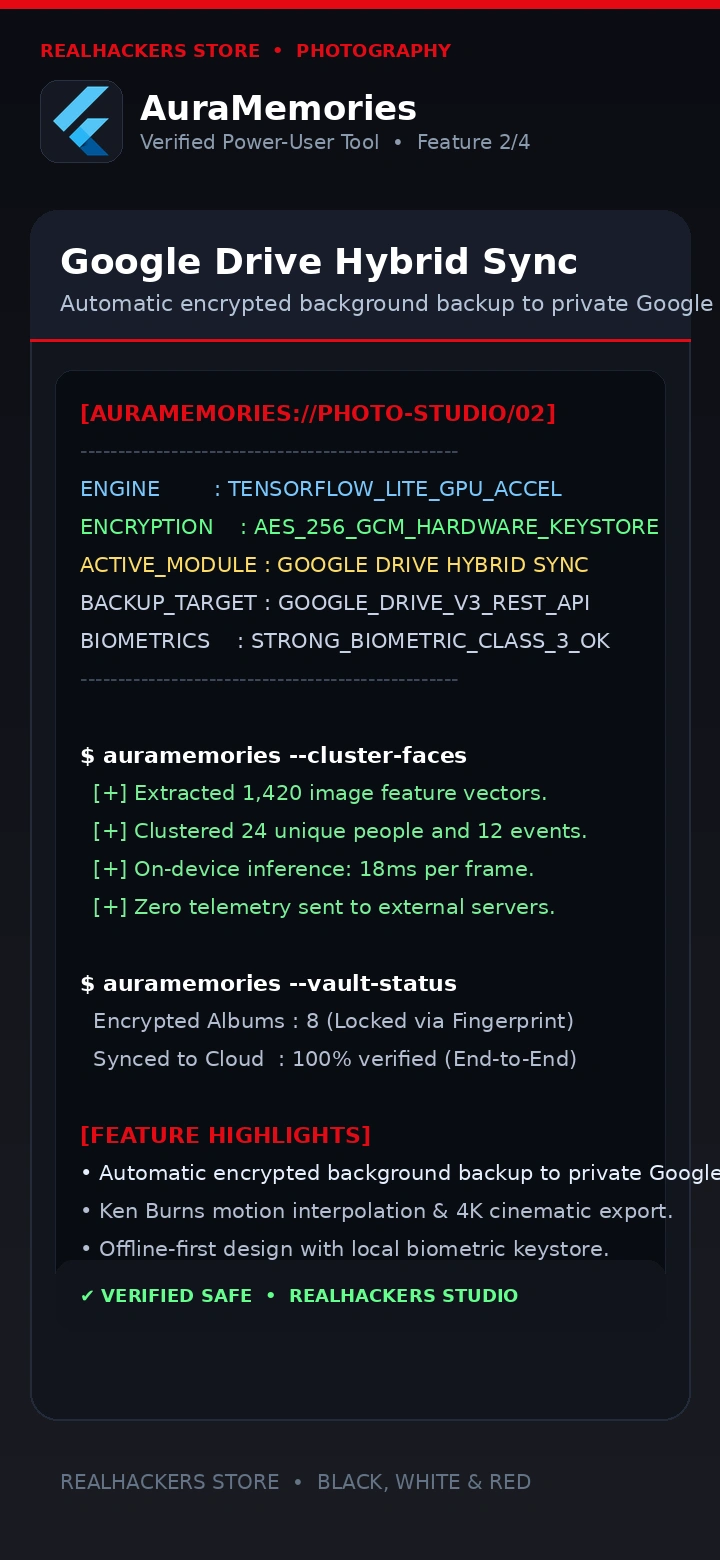 REALHACKERS STORE • PHOTOGRAPHY
AuraMemories
Verified Power-User Tool • Feature 2/4
Google Drive Hybrid Sync
Automatic encrypted background backup to private Google
[AURAMEMORIES://PHOTO-STUDIO/02]
--------------------------------------------------
ENGINE : TENSORFLOW_LITE_GPU_ACCEL
ENCRYPTION : AES_256_GCM_HARDWARE_KEYSTORE
ACTIVE_MODULE : GOOGLE DRIVE HYBRID SYNC
BACKUP_TARGET : GOOGLE_DRIVE_V3_REST_API
BIOMETRICS : STRONG_BIOMETRIC_CLASS_3_OK
--------------------------------------------------
$ auramemories --cluster-faces
[+] Extracted 1,420 image feature vectors.
[+] Clustered 24 unique people and 12 events.
[+] On-device inference: 18ms per frame.
[+] Zero telemetry sent to external servers.
$ auramemories --vault-status
Encrypted Albums : 8 (Locked via Fingerprint)
Synced to Cloud : 100% verified (End-to-End)
[FEATURE HIGHLIGHTS]
• Automatic encrypted background backup to private Google
• Ken Burns motion interpolation & 4K cinematic export.
• Offline-first design with local biometric keystore.
✔ VERIFIED SAFE • REALHACKERS STUDIO
REALHACKERS STORE • BLACK, WHITE & RED